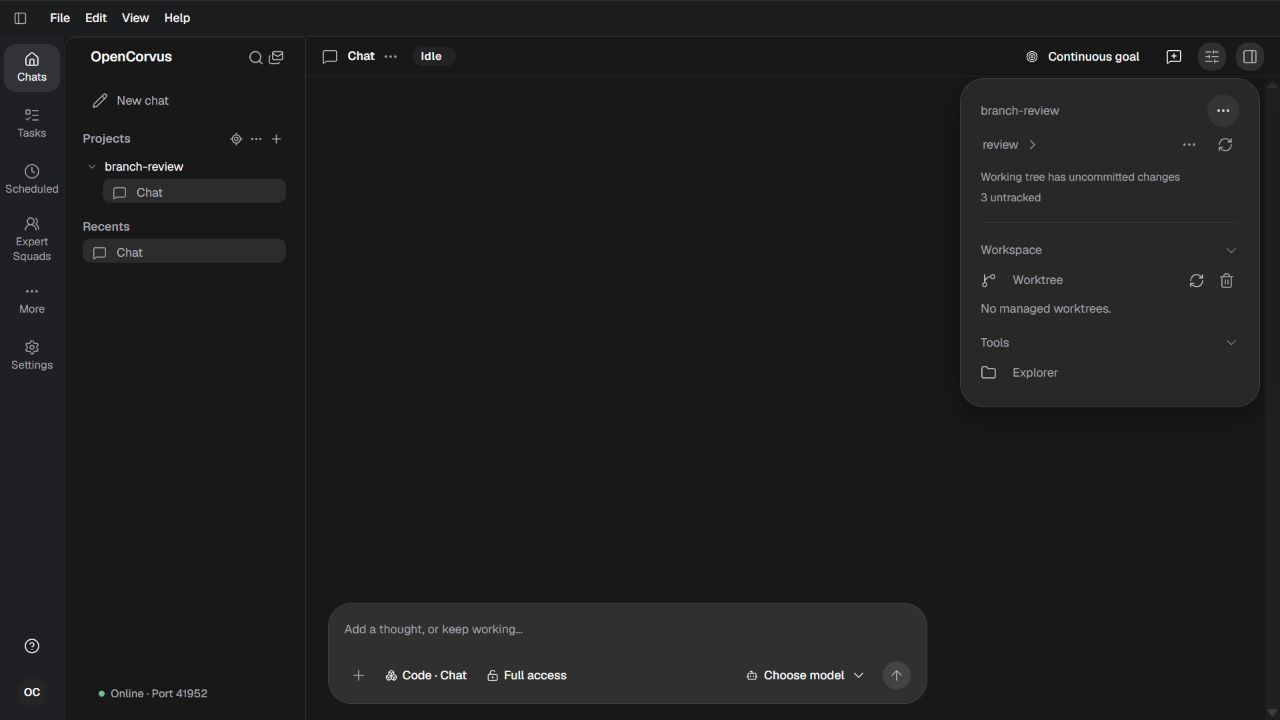 File Edit View Help
OpenCorvus
Chats
Tasks
Scheduled
Expert
Squads
More
Settings
OC
New chat
Projects
branch-review
Chat
Recents
Chat
Online · Port 41952
Chat
Idle
Continuous goal
branch-review
review
Working tree has uncommitted changes
3 untracked
Workspace
Worktree
No managed worktrees.
Tools
Explorer
Add a thought, or keep working...
Code · Chat
Full access
Choose model